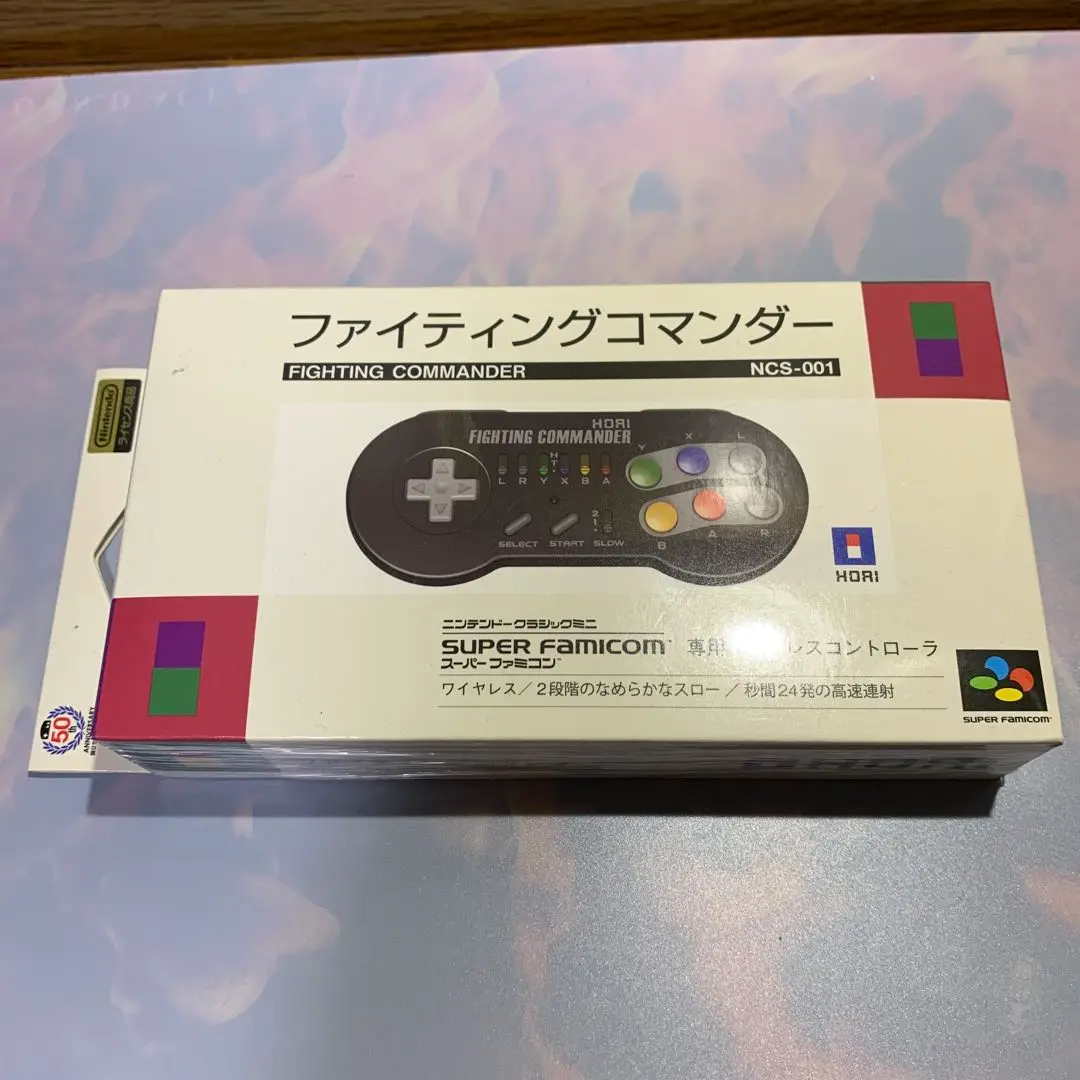 ファイティングコマンダー
FIGHTING COMMANDER NCS-001
Nintendo
ライセンス商品
HORI
FIGHTING COMMANDER
H
T
L R Y X B A
Y X L
2
1
SELECT START SLOW
B A R
HORI
ニンテンドークラシックミニ
SUPER FAMICOM 専用 レスコントローラ
スーパーファミコン
ワイヤレス/2段階のなめらかなスロー/秒間24発の高速連射
SUPER FAMICOM
50th
ANNIVERSARY